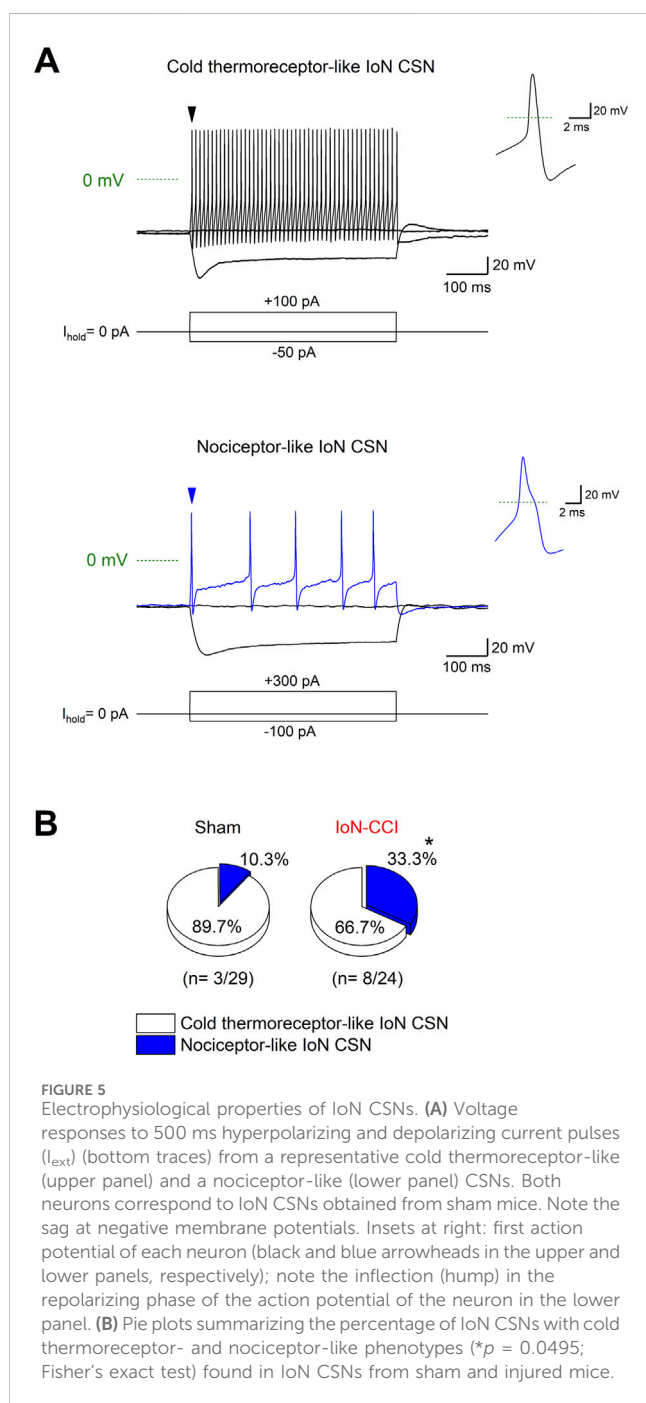 A
Cold thermoreceptor-like IoN CSN
20 mV
2 ms
0 mV
20 mV
100 ms
+100 pA
Ihold= 0 pA
-50 pA
Nociceptor-like IoN CSN
20 mV
2 ms
0 mV
20 mV
100 ms
+300 pA
Ihold= 0 pA
-100 pA
B
Sham
IoN-CCI
*
10.3%
33.3%
89.7%
66.7%
(n= 3/29)
(n= 8/24)
Cold thermoreceptor-like IoN CSN
Nociceptor-like IoN CSN
FIGURE 5
Electrophysiological properties of IoN CSNs. (A) Voltage
responses to 500 ms hyperpolarizing and depolarizing current pulses
(Iext) (bottom traces) from a representative cold thermoreceptor-like
(upper panel) and a nociceptor-like (lower panel) CSNs. Both
neurons correspond to IoN CSNs obtained from sham mice. Note the
sag at negative membrane potentials. Insets at right: first action
potential of each neuron (black and blue arrowheads in the upper and
lower panels, respectively); note the inflection (hump) in the
repolarizing phase of the action potential of the neuron in the lower
panel. (B) Pie plots summarizing the percentage of IoN CSNs with cold
thermoreceptor- and nociceptor-like phenotypes (*p = 0.0495;
Fisher's exact test) found in IoN CSNs from sham and injured mice.